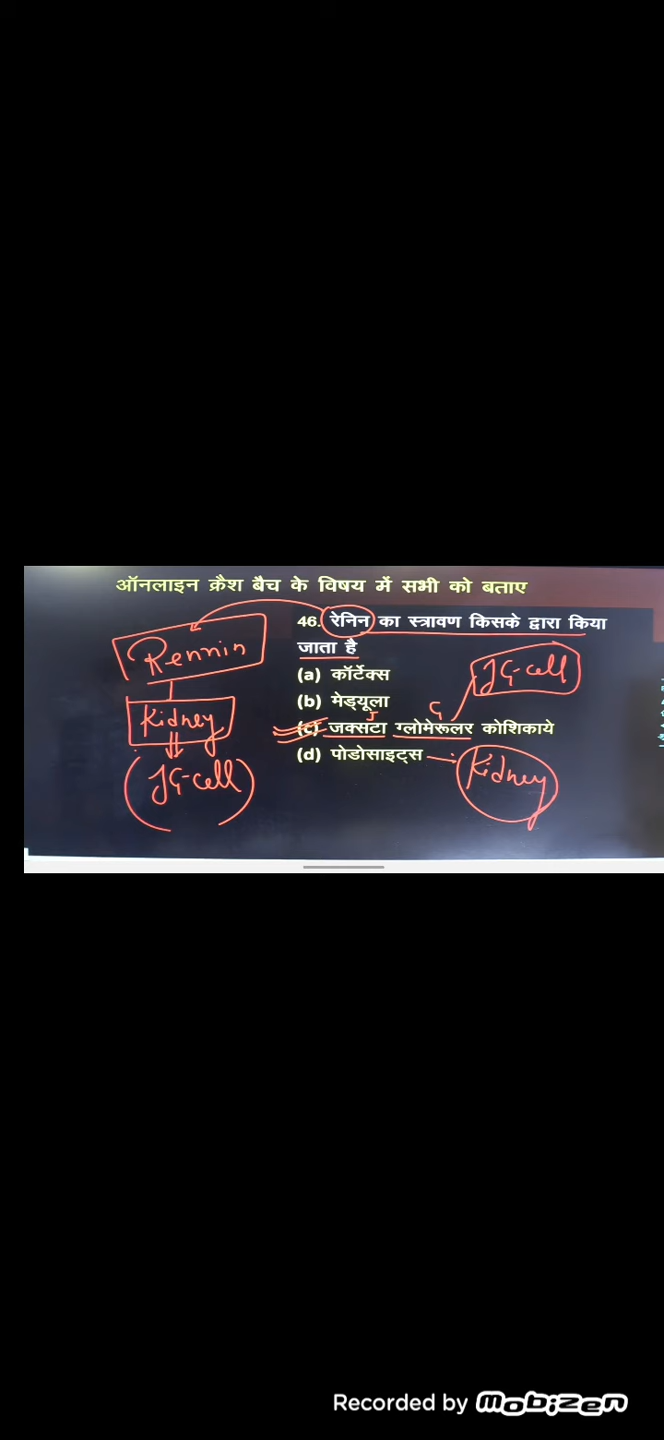 ऑनलाइन क्रैश बैच के विषय में सभी को बताए
46. रेनिन का स्त्रावण किसके द्वारा किया
जाता है
(a) कॉर्टेक्स
(b) मेड्यूला
(c) जक्सटा ग्लोमेरूलर कोशिकाये
(d) पोडोसाइट्स
Rennin
Kidney
(JG-cell)
J
G
JG-cell
Kidney
Recorded by Mobizen